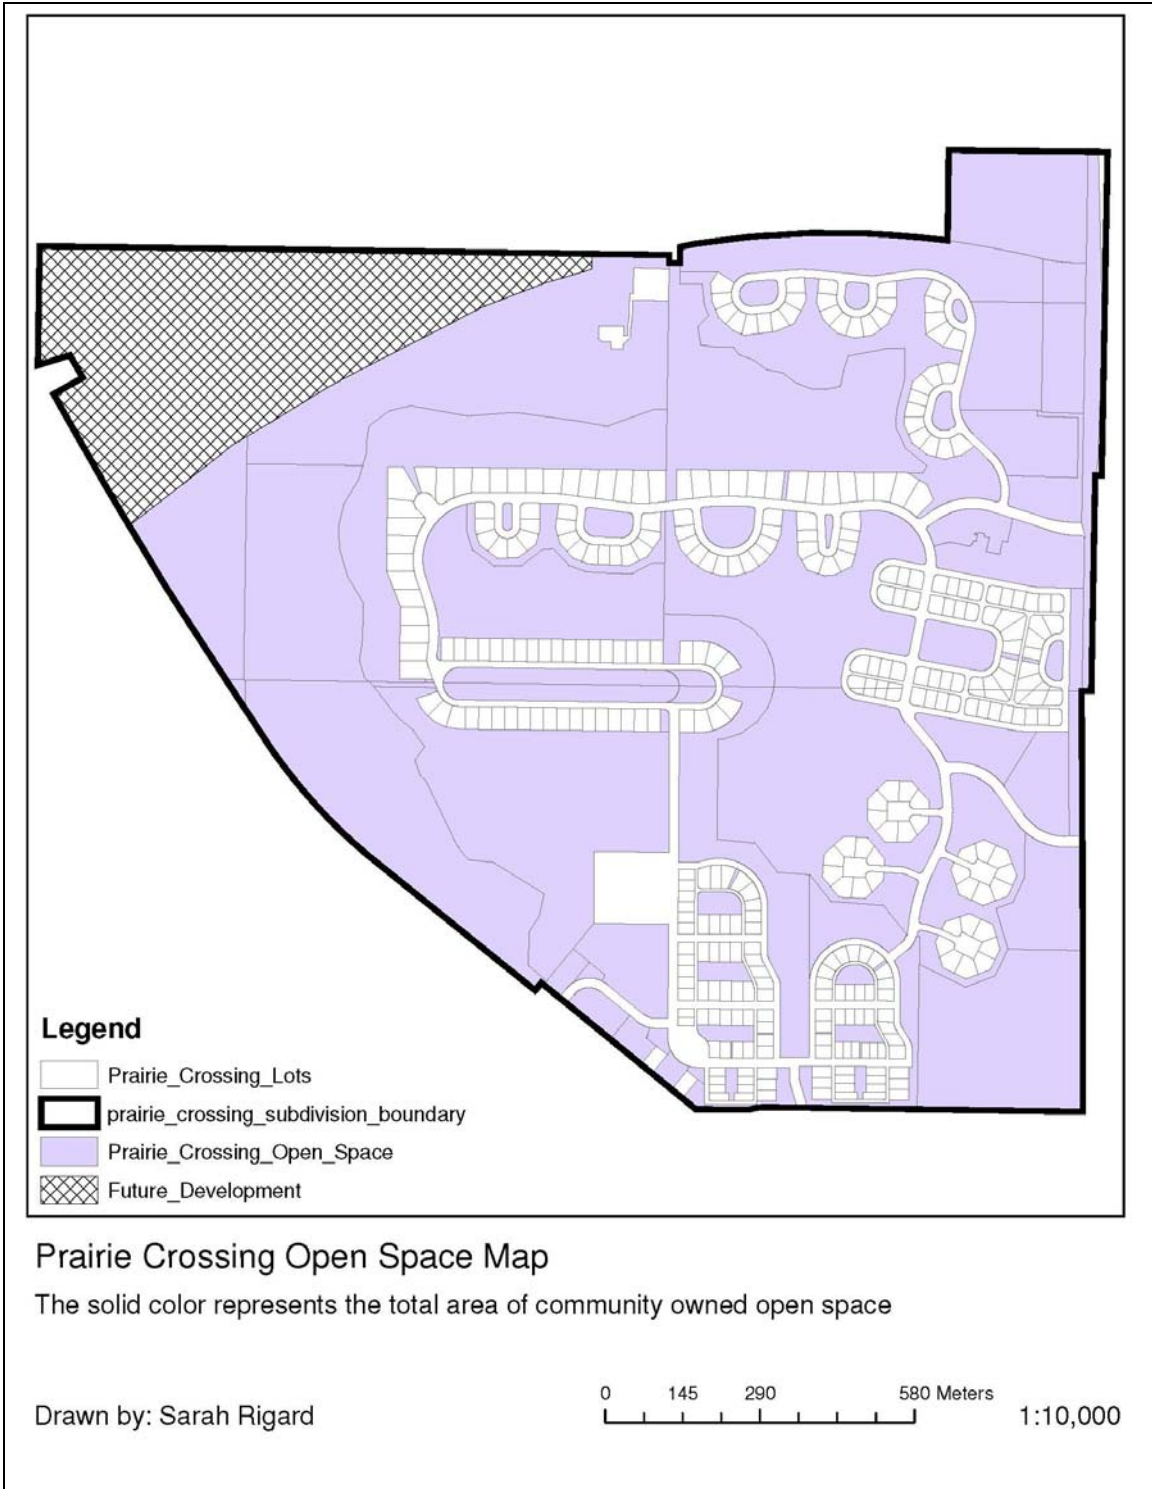 Legend
Prairie_Crossing_Lots
prairie_crossing_subdivision_boundary
Prairie_Crossing_Open_Space
Future_Development
Prairie Crossing Open Space Map
The solid color represents the total area of community owned open space
0 145 290 580 Meters
Drawn by: Sarah Rigard 1:10,000